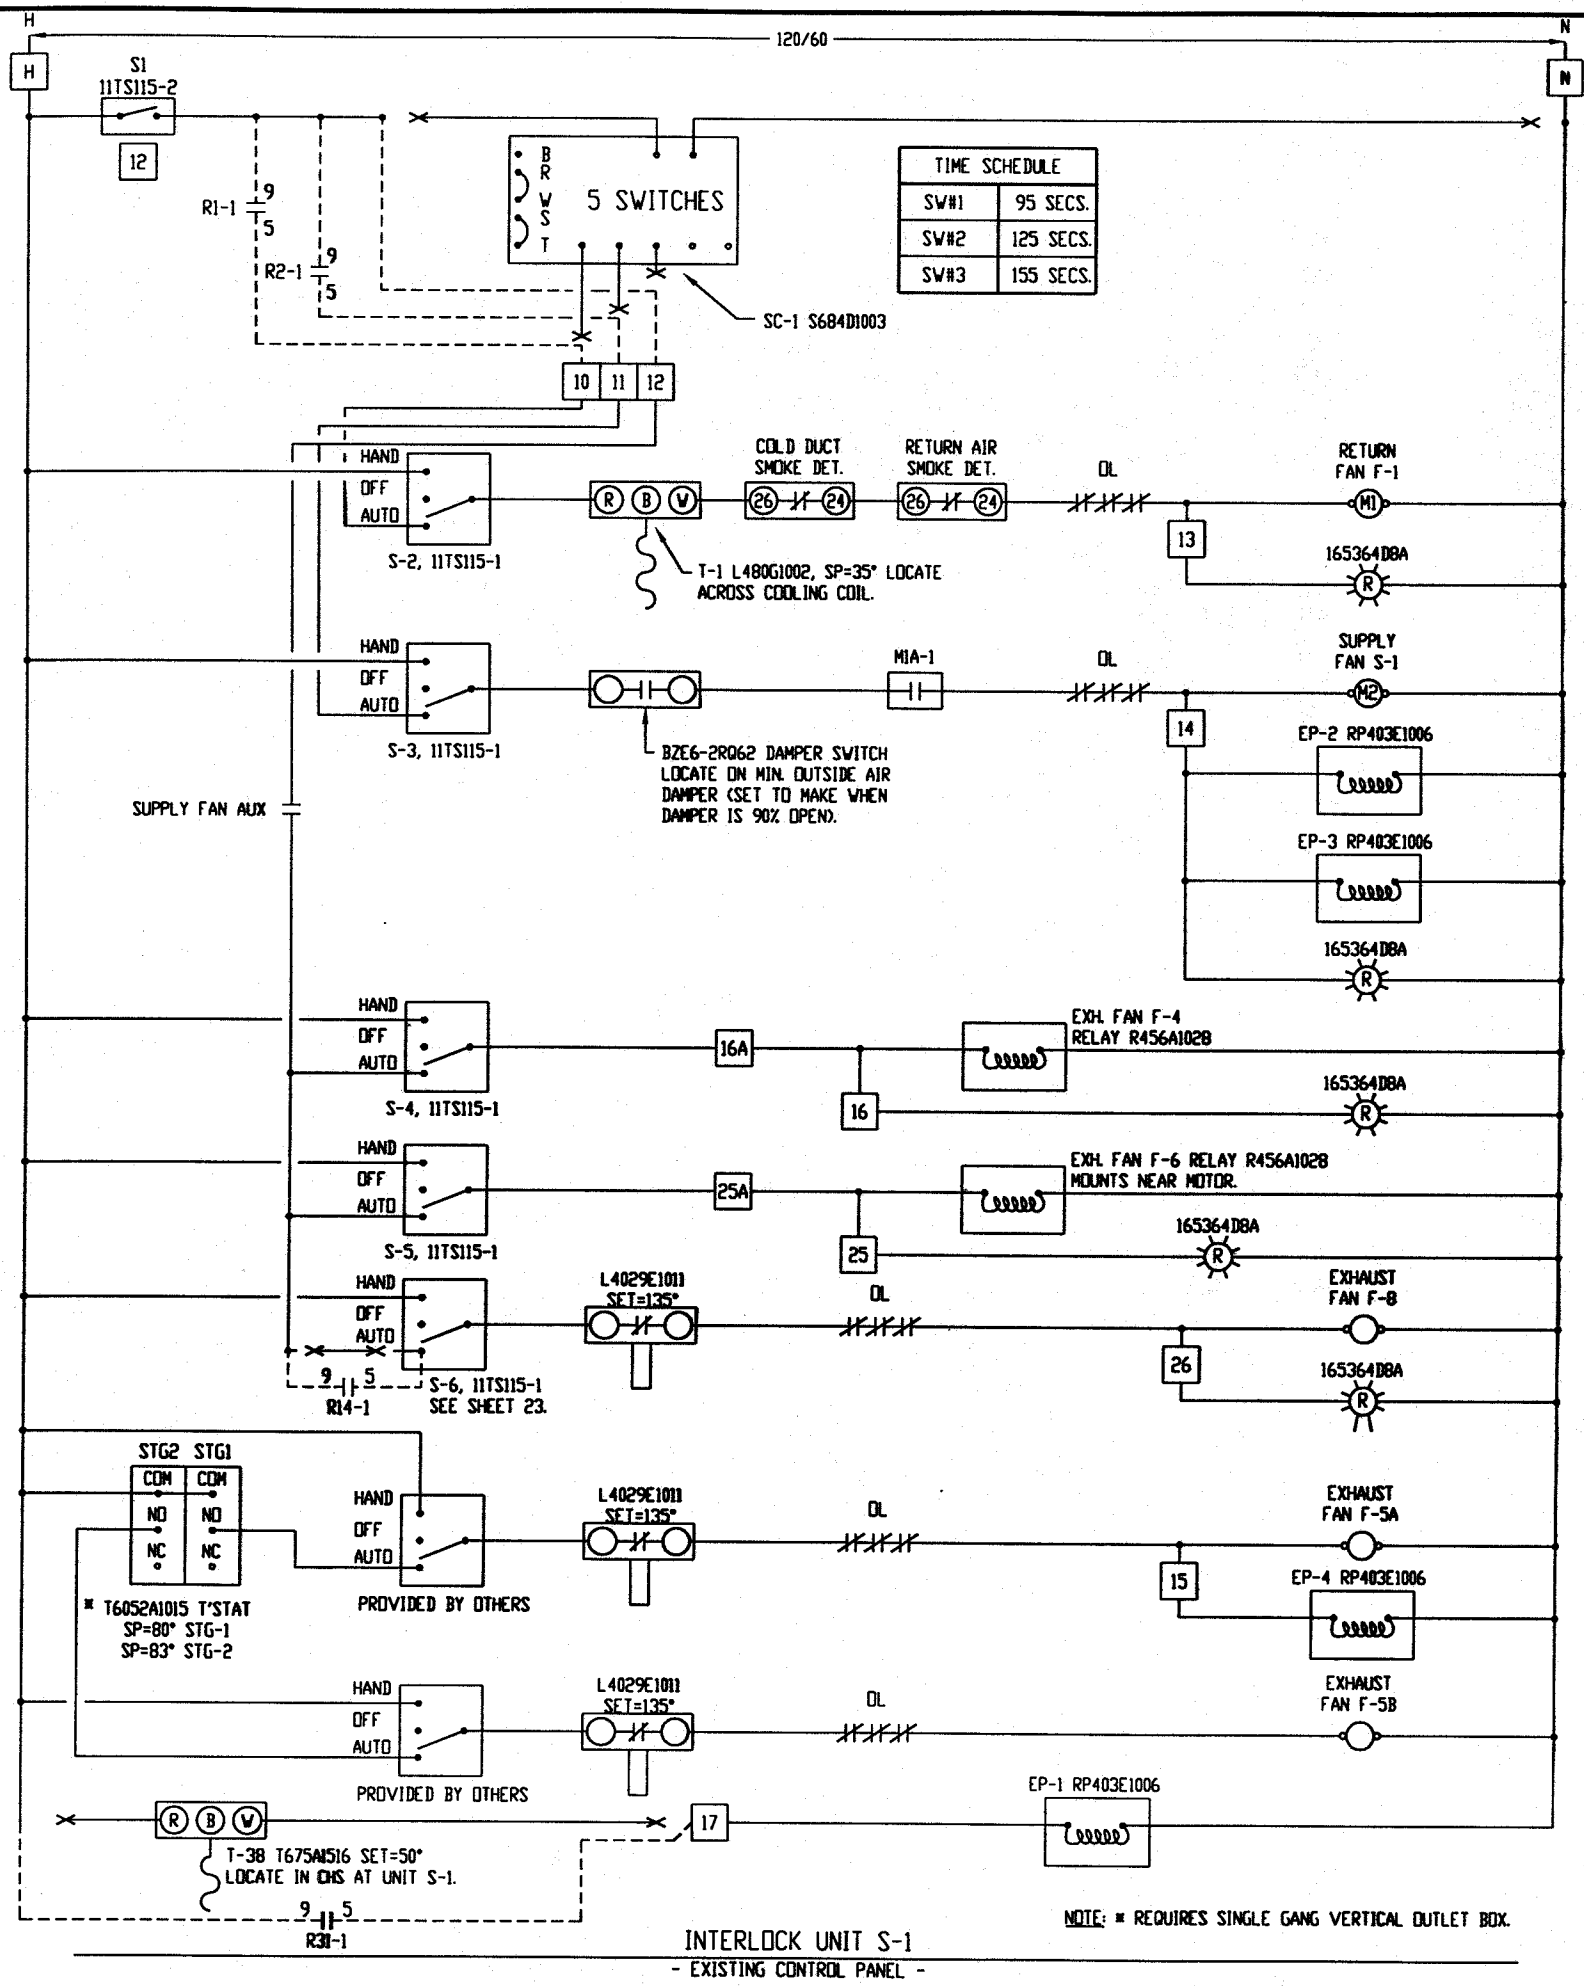 H
N
120/60
H
N
S1
11TS115-2
12
B
R
W
S
T
5 SWITCHES
TIME SCHEDULE
SW#1 95 SECS.
SW#2 125 SECS.
SW#3 155 SECS.
R1-1
9
5
R2-1
9
5
SC-1 S684D1003
10 11 12
HAND
OFF
AUTO
S-2, 11TS115-1
R B W
COLD DUCT
SMOKE DET.
26 24
RETURN AIR
SMOKE DET.
26 24
OL
13
RETURN
FAN F-1
M1
165364D8A
R
T-1 L480G1002, SP=35° LOCATE
ACROSS COOLING COIL.
HAND
OFF
AUTO
S-3, 11TS115-1
M1A-1
OL
14
SUPPLY
FAN S-1
M2
BZE6-2RQ62 DAMPER SWITCH
LOCATE ON MIN. OUTSIDE AIR
DAMPER (SET TO MAKE WHEN
DAMPER IS 90% OPEN).
EP-2 RP403E1006
SUPPLY FAN AUX
EP-3 RP403E1006
165364D8A
R
HAND
OFF
AUTO
S-4, 11TS115-1
16A
16
EXH. FAN F-4
RELAY R456A1028
165364D8A
R
HAND
OFF
AUTO
S-5, 11TS115-1
25A
25
EXH. FAN F-6 RELAY R456A1028
MOUNTS NEAR MOTOR.
165364D8A
R
HAND
OFF
AUTO
9 5
R14-1
S-6, 11TS115-1
SEE SHEET 23.
L4029E1011
SET=135°
OL
26
EXHAUST
FAN F-8
165364D8A
R
STG2 STG1
COM COM
NO NO
NC NC
* T6052A1015 T'STAT
SP=80° STG-1
SP=83° STG-2
HAND
OFF
AUTO
PROVIDED BY OTHERS
L4029E1011
SET=135°
OL
15
EXHAUST
FAN F-5A
EP-4 RP403E1006
HAND
OFF
AUTO
PROVIDED BY OTHERS
L4029E1011
SET=135°
OL
EXHAUST
FAN F-5B
R B W
T-38 T675A1516 SET=50°
LOCATE IN CHS AT UNIT S-1.
17
EP-1 RP403E1006
9 5
R31-1
NOTE: * REQUIRES SINGLE GANG VERTICAL OUTLET BOX.
INTERLOCK UNIT S-1
- EXISTING CONTROL PANEL -